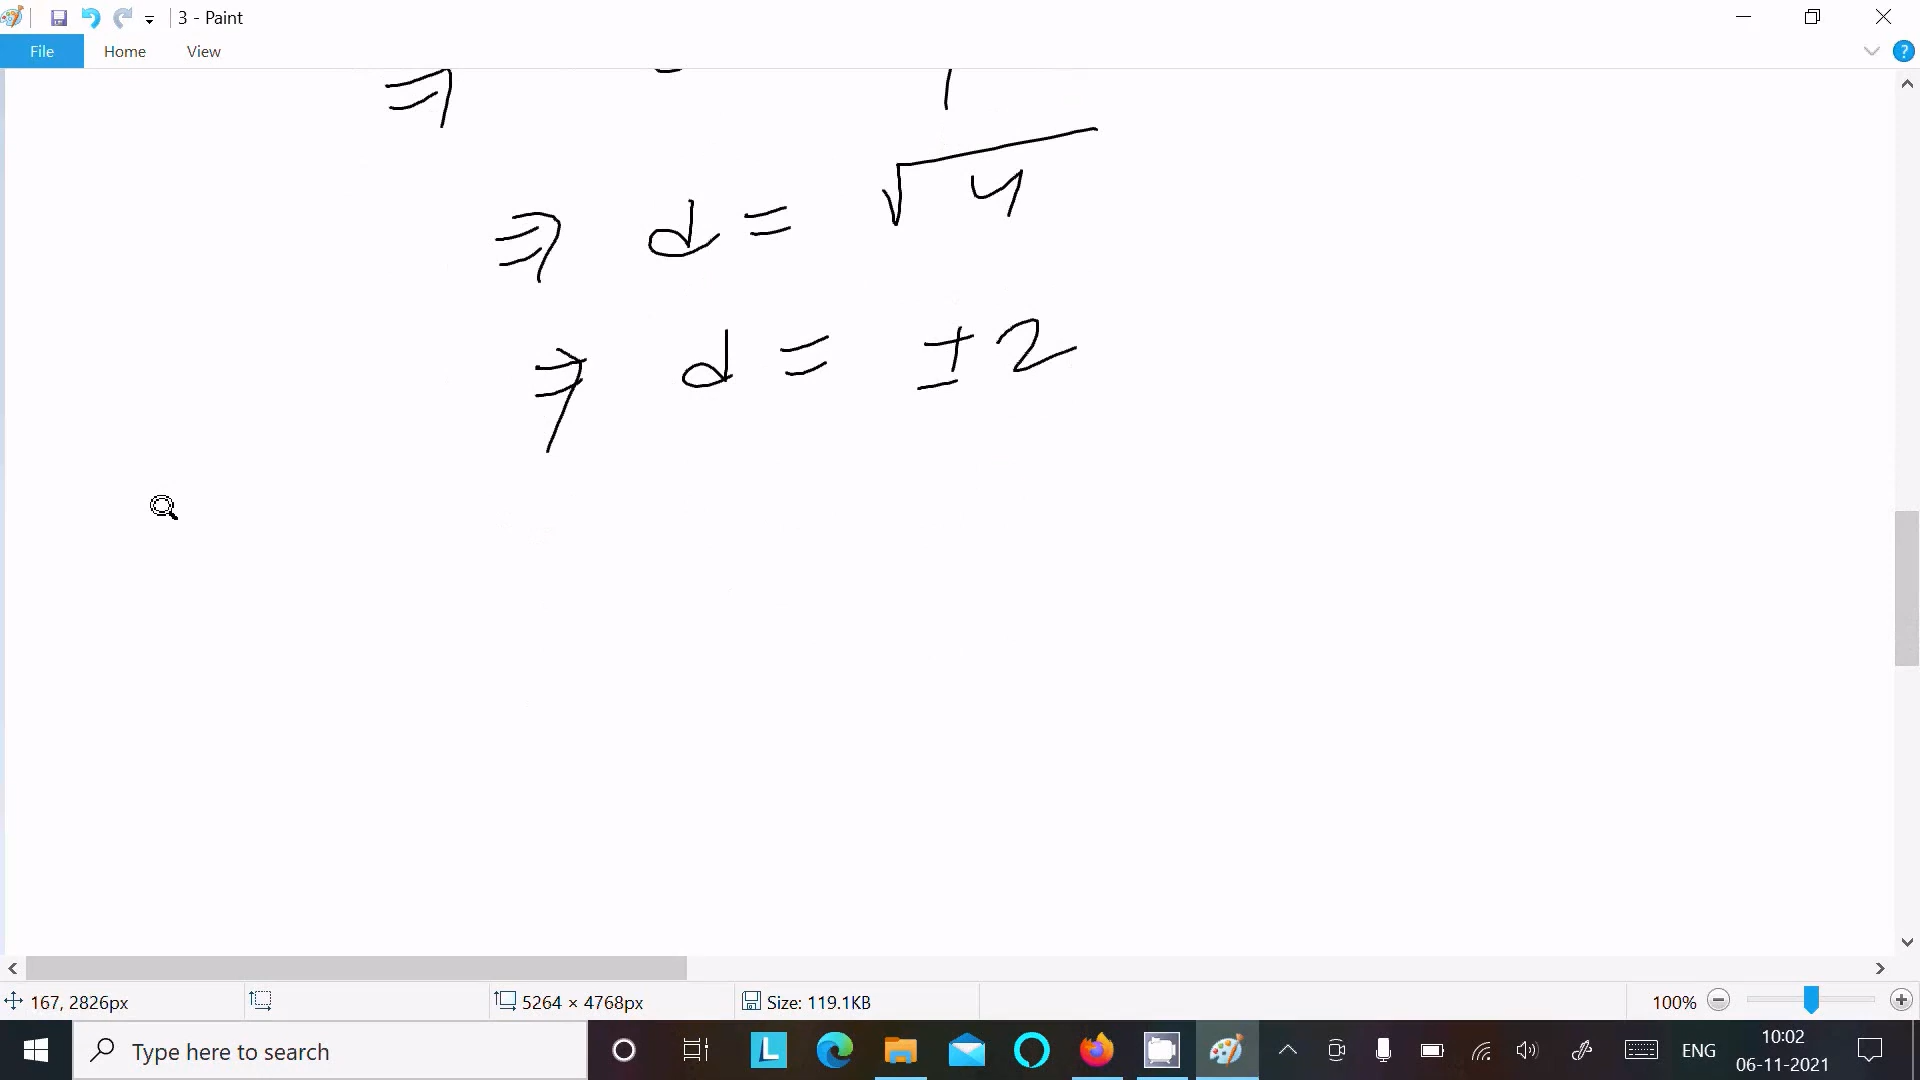 3 - Paint
File Home View
⇒
⇒ d = √4
⇒ d = ±2
167, 2826px 5264 × 4768px Size: 119.1KB 100%
Type here to search L ENG 10:02
06-11-2021